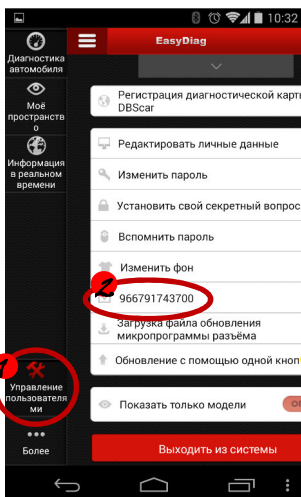 10:32
EasyDiag
Диагностика
автомобиля
Моё
пространств
о
Информация
в реальном
времени
1
Управление
пользователя
ми
Более
Регистрация диагностической карты
DBScar
Редактировать личные данные
Изменить пароль
Установить свой секретный вопрос
Вспомнить пароль
Изменить фон
2
966791743700
Загрузка файла обновления
микропрограммы разъёма
Обновление с помощью одной кноп
Показать только модели
Выходить из системы